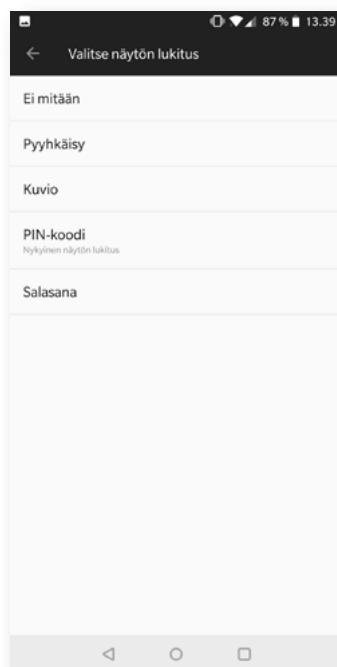 87 % 13.39
Valitse näytön lukitus
Ei mitään
Pyyhkäisy
Kuvio
PIN-koodi
Nykyinen näytön lukitus
Salasana